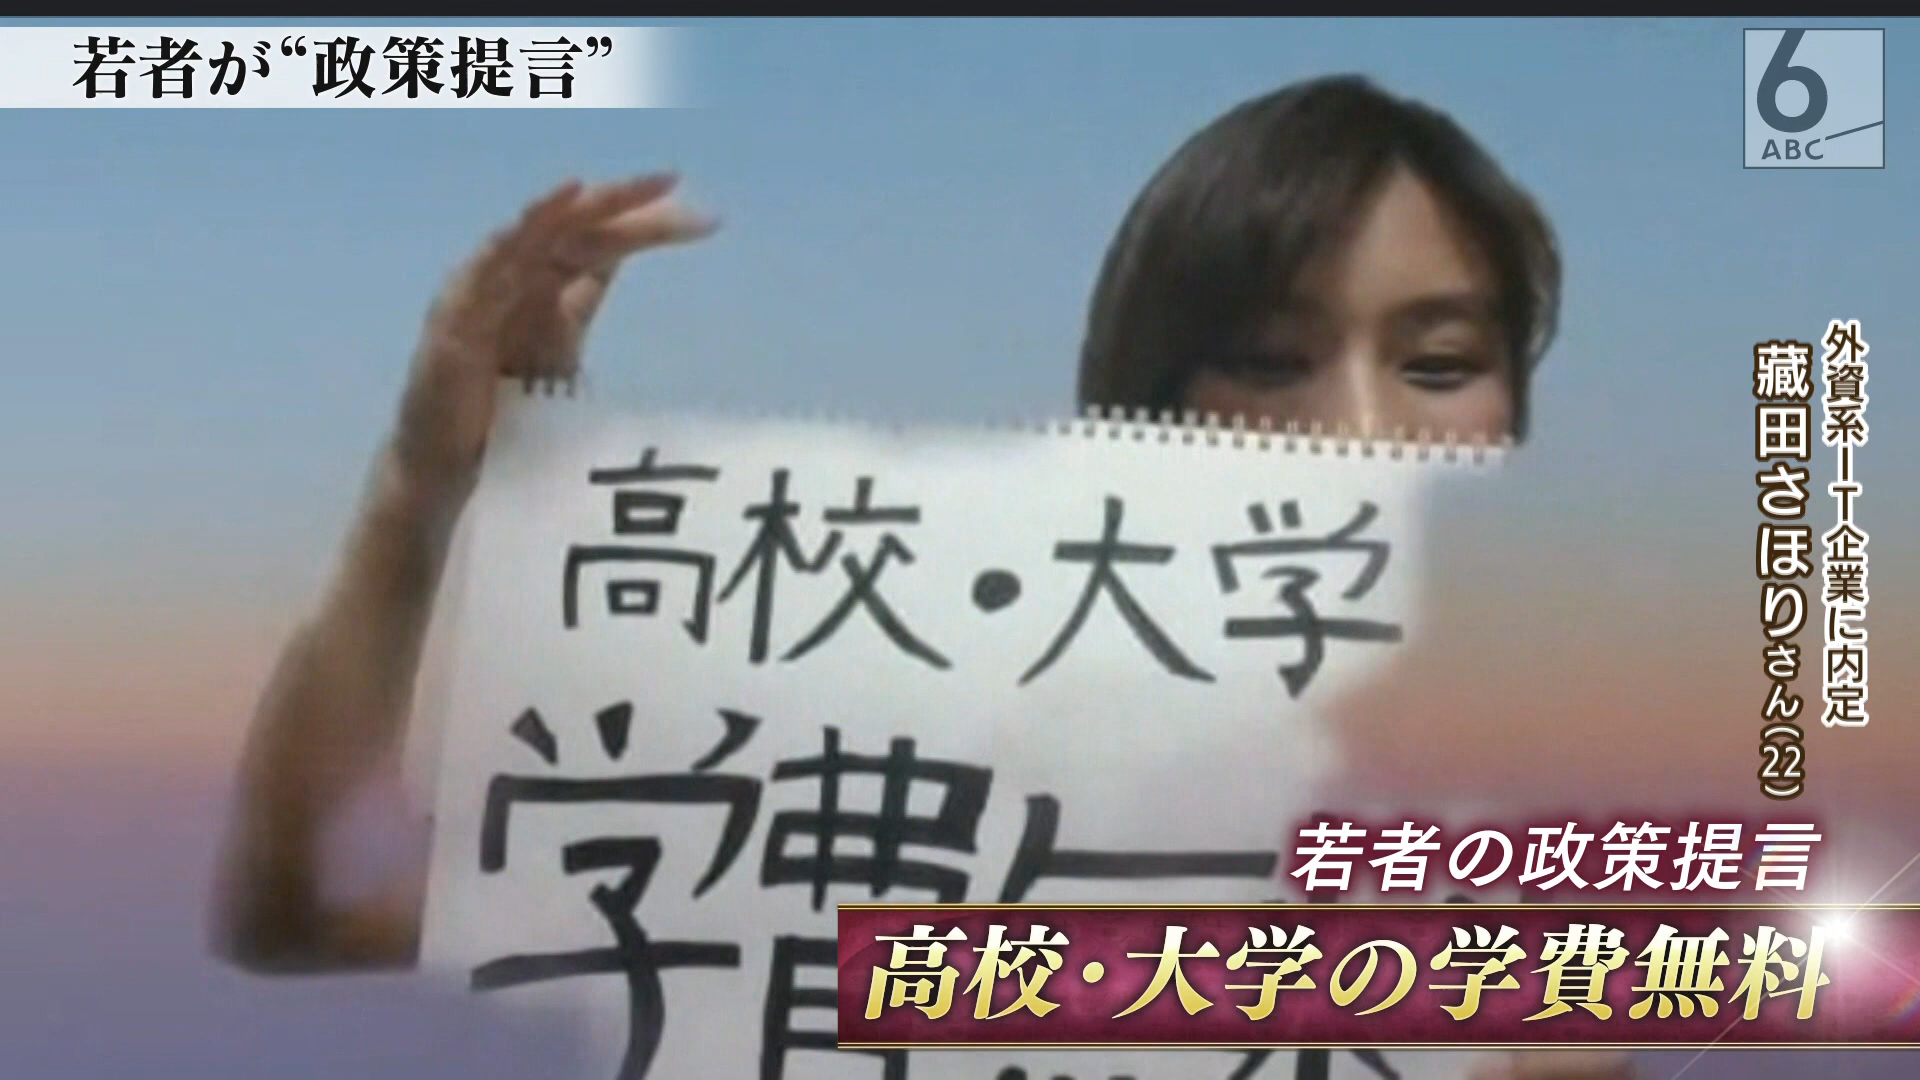 若者が“政策提言”
6
ABC
外資系IT企業に内定
藏田さほりさん(22)
高校・大学
学費
若者の政策提言
高校・大学の学費無料